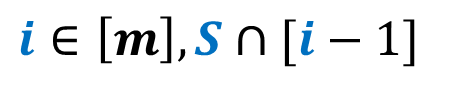 i ∈ [m], S ∩ [i − 1]